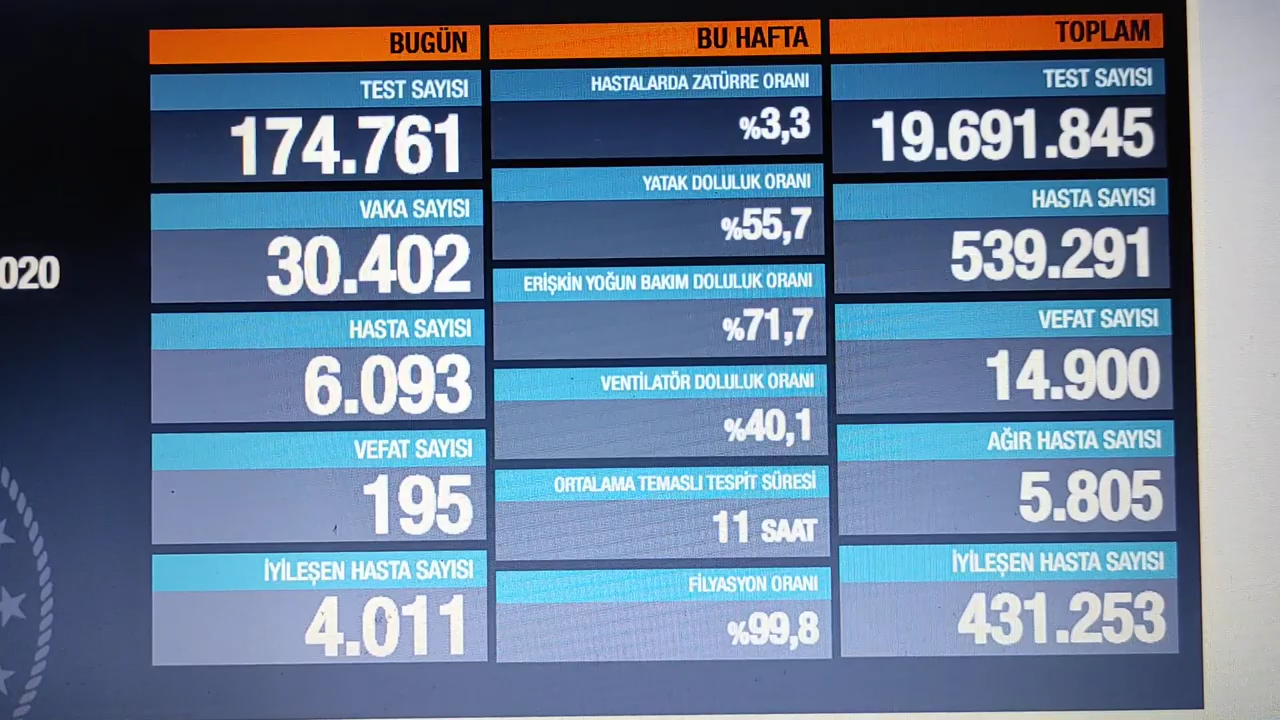 020
BUGÜN
TEST SAYISI
174.761
VAKA SAYISI
30.402
HASTA SAYISI
6.093
VEFAT SAYISI
195
İYİLEŞEN HASTA SAYISI
4.011
BU HAFTA
HASTALARDA ZATÜRRE ORANI
%3,3
YATAK DOLULUK ORANI
%55,7
ERİŞKİN YOĞUN BAKIM DOLULUK ORANI
%71,7
VENTİLATÖR DOLULUK ORANI
%40,1
ORTALAMA TEMASLI TESPİT SÜRESİ
11 SAAT
FİLYASYON ORANI
%99,8
TOPLAM
TEST SAYISI
19.691.845
HASTA SAYISI
539.291
VEFAT SAYISI
14.900
AĞIR HASTA SAYISI
5.805
İYİLEŞEN HASTA SAYISI
431.253